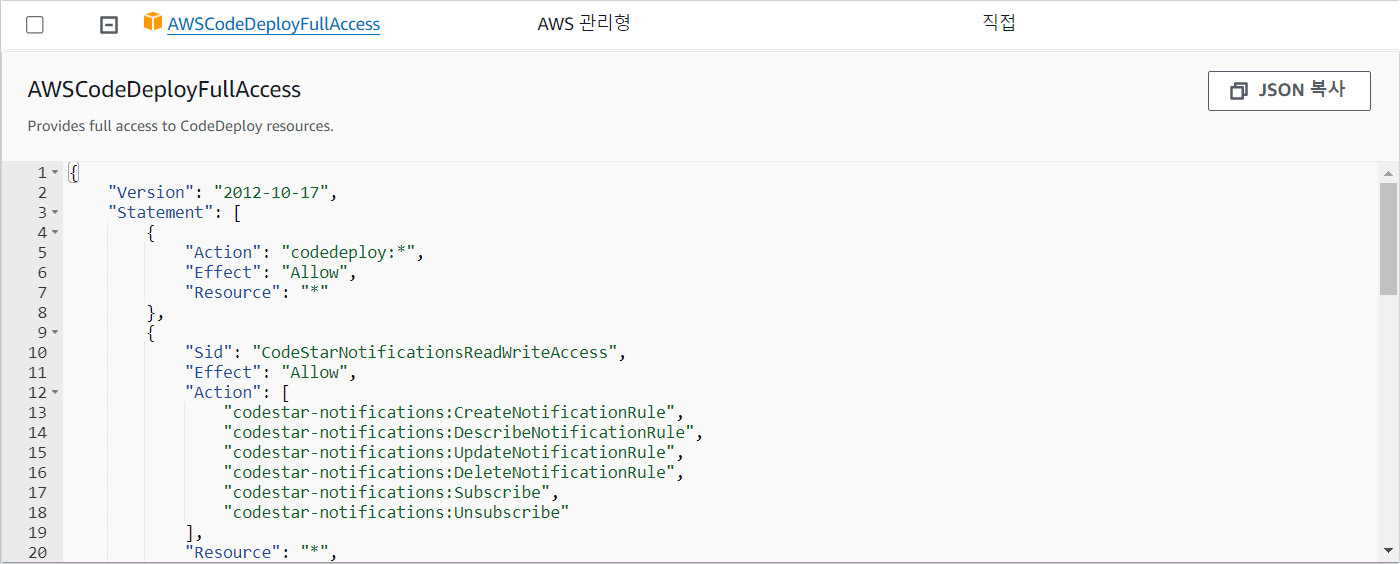 AWSCodeDeployFullAccess AWS 관리형 직접
AWSCodeDeployFullAccess
JSON 복사
Provides full access to CodeDeploy resources.
1 {
2 "Version": "2012-10-17",
3 "Statement": [
4 {
5 "Action": "codedeploy:*",
6 "Effect": "Allow",
7 "Resource": "*"
8 },
9 {
10 "Sid": "CodeStarNotificationsReadWriteAccess",
11 "Effect": "Allow",
12 "Action": [
13 "codestar-notifications:CreateNotificationRule",
14 "codestar-notifications:DescribeNotificationRule",
15 "codestar-notifications:UpdateNotificationRule",
16 "codestar-notifications:DeleteNotificationRule",
17 "codestar-notifications:Subscribe",
18 "codestar-notifications:Unsubscribe"
19 ],
20 "Resource": "*",